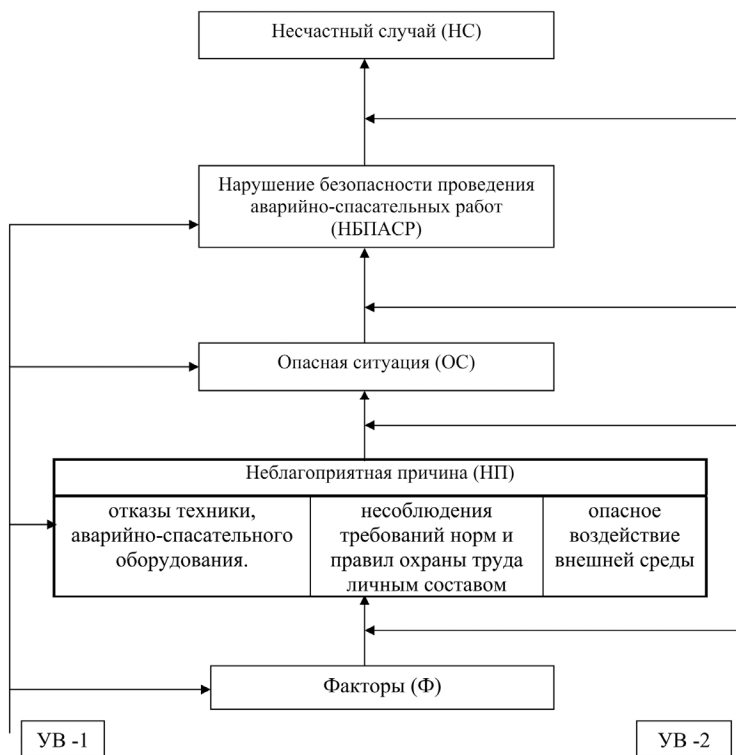 Несчастный случай (НС)
Нарушение безопасности проведения
аварийно-спасательных работ
(НБПАСР)
Опасная ситуация (ОС)
Неблагоприятная причина (НП)
отказы техники,
аварийно-спасательного
оборудования.
несоблюдения
требований норм и
правил охраны труда
личным составом
опасное
воздействие
внешней среды
Факторы (Ф)
УВ -1
УВ -2